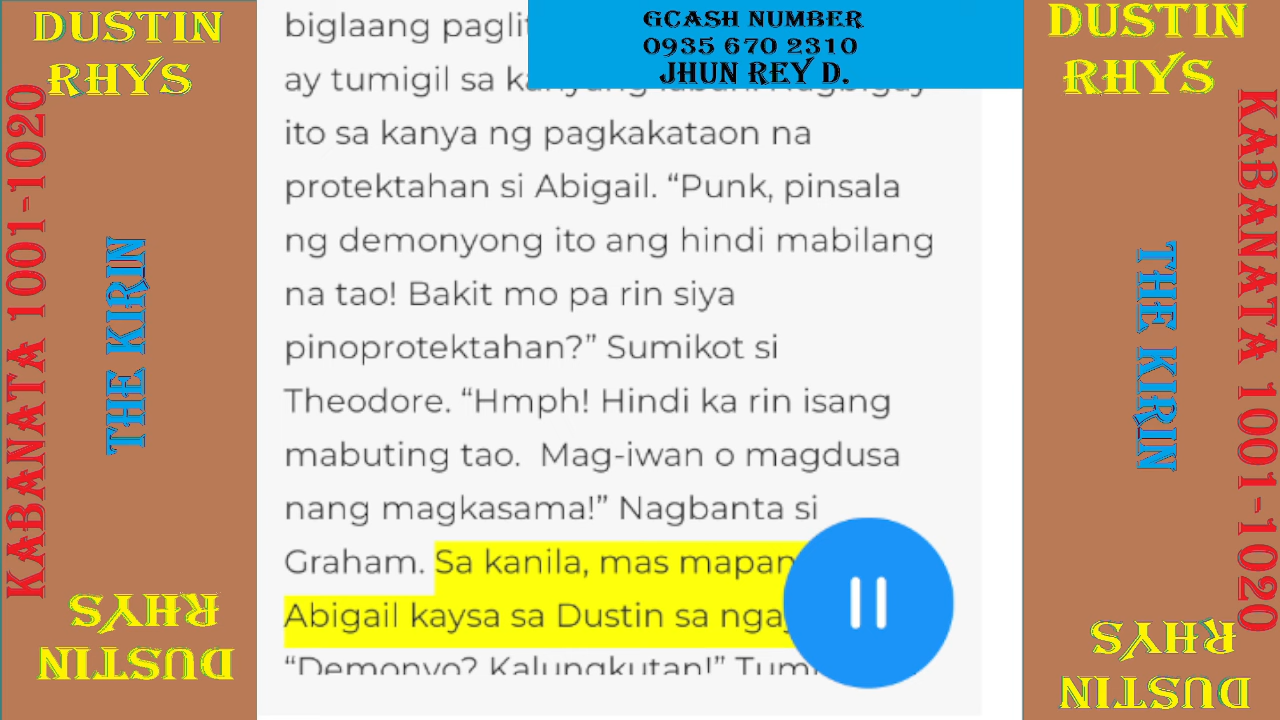 DUSTIN
RHYS
KABANATA 1001-1020
THE KIRIN
DUSTIN
RHYS
GCASH NUMBER
0935 670 2310
JHUN REY D.
biglaang
ay tumigil sa
ito sa kanya ng pagkakataon na
protektahan si Abigail. “Punk, pinsala
ng demonyong ito ang hindi mabilang
na tao! Bakit mo pa rin siya
pinoprotektahan?” Sumikot si
Theodore. “Hmph! Hindi ka rin isang
mabuting tao.  Mag-iwan o magdusa
nang magkasama!” Nagbanta si
Graham. Sa kanila, mas
Abigail kaysa sa Dustin sa
“Demonyo? Kalungkutan!”
DUSTIN
RHYS
KABANATA 1001-1020
THE KIRIN
DUSTIN
RHYS